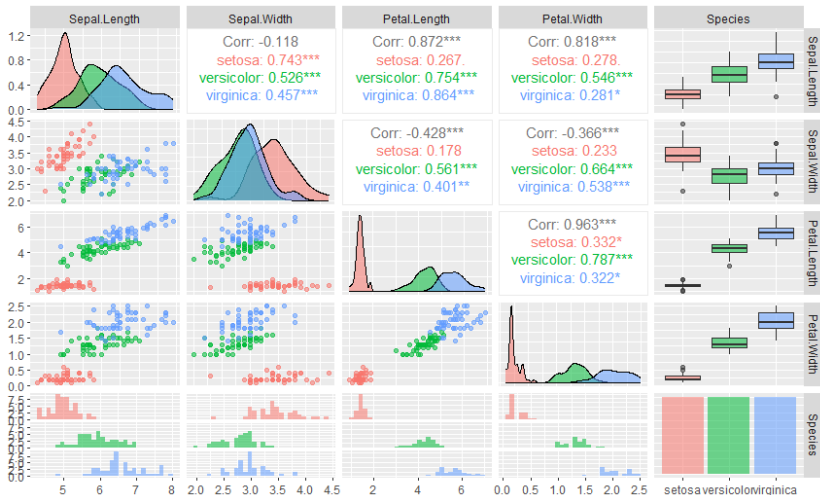 Sepal.Length Sepal.Width Petal.Length Petal.Width Species
1.2
0.8
0.4
0.0
Corr: -0.118
setosa: 0.743***
versicolor: 0.526***
virginica: 0.457***
Corr: 0.872***
setosa: 0.267.
versicolor: 0.754***
virginica: 0.864***
Corr: 0.818***
setosa: 0.278.
versicolor: 0.546***
virginica: 0.281*
Sepal.Length
4.5
4.0
3.5
3.0
2.5
2.0
Corr: -0.428***
setosa: 0.178
versicolor: 0.561***
virginica: 0.401**
Corr: -0.366***
setosa: 0.233
versicolor: 0.664***
virginica: 0.538***
Sepal.Width
6
4
2
Corr: 0.963***
setosa: 0.332*
versicolor: 0.787***
virginica: 0.322*
Petal.Length
2.5
2.0
1.5
1.0
0.5
0.0
Petal.Width
7.5
5.0
0.0
5.0
0.0
5.0
0.0
Species
5 6 7 8 2.0 2.5 3.0 3.5 4.0 4.5 2 4 6 0.0 0.5 1.0 1.5 2.0 2.5 setosa versicolor virginica